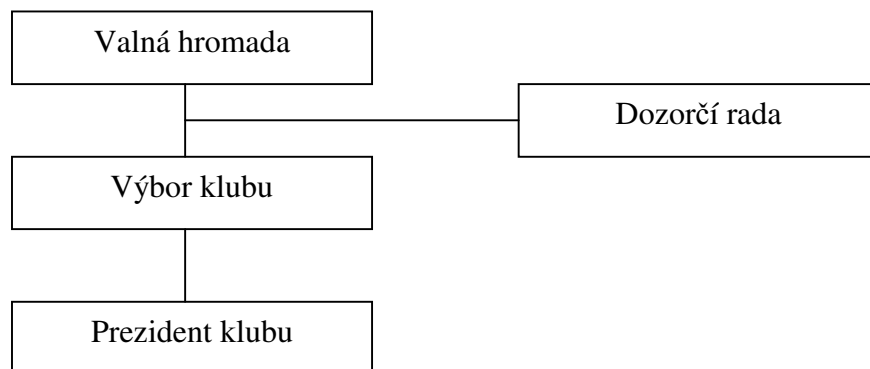 Valná hromada
Dozorčí rada
Výbor klubu
Prezident klubu